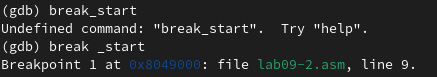 (gdb) break_start
Undefined command: "break_start".  Try "help".
(gdb) break _start
Breakpoint 1 at 0x8049000: file lab09-2.asm, line 9.